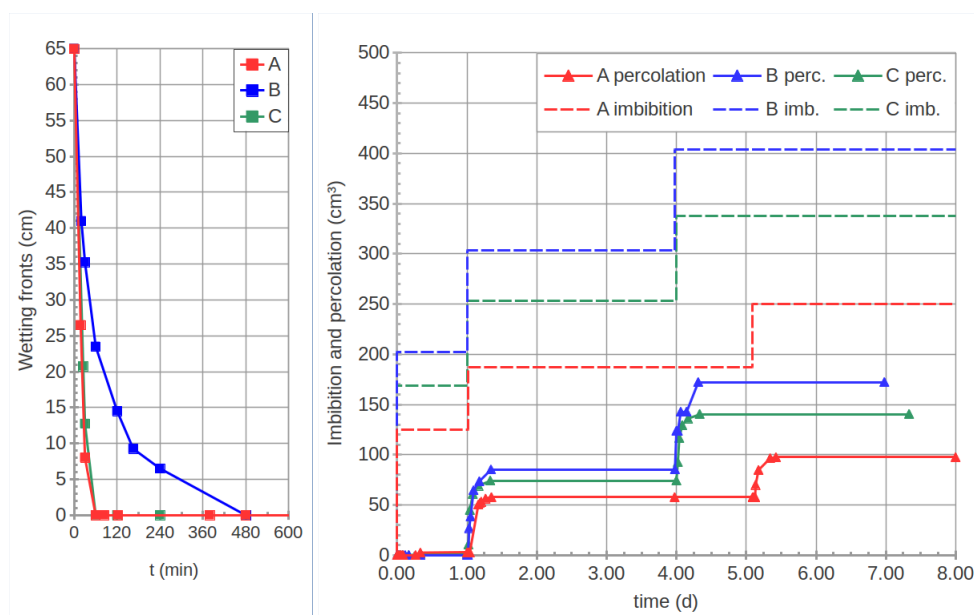 65
60
55
50
45
40
35
30
25
20
15
10
5
0
Wetting fronts (cm)
A
B
C
0 120 240 360 480 600
t (min)
500
450
400
350
300
250
200
150
100
50
0
Imbibition and percolation (cm³)
A percolation B perc. C perc.
A imbibition B imb. C imb.
0.00 1.00 2.00 3.00 4.00 5.00 6.00 7.00 8.00
time (d)